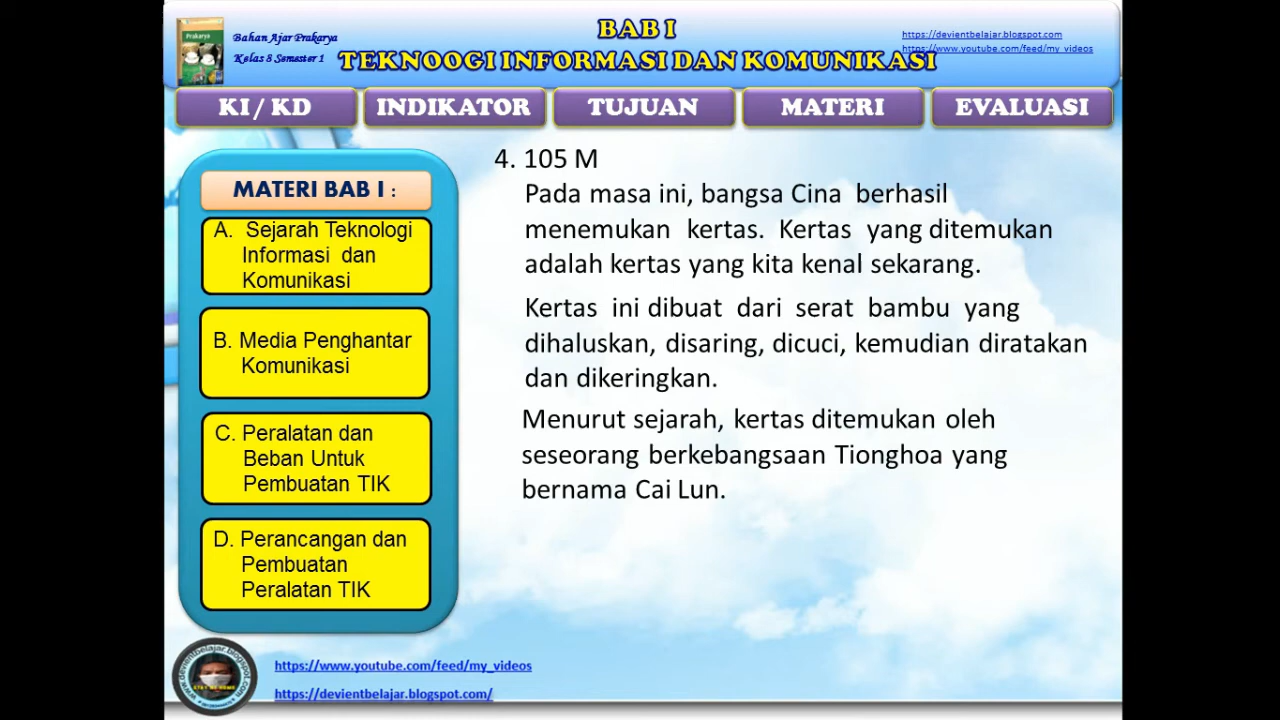 BAB I
TEKNOOGI INFORMASI DAN KOMUNIKASI
Prakarya
Bahan Ajar Prakarya
Kelas 8 Semester 1
https://devientbelajar.blogspot.com
https://www.youtube.com/feed/my_videos
KI / KD
INDIKATOR
TUJUAN
MATERI
EVALUASI
MATERI BAB I :
A. Sejarah Teknologi
Informasi dan
Komunikasi
B. Media Penghantar
Komunikasi
C. Peralatan dan
Beban Untuk
Pembuatan TIK
D. Perancangan dan
Pembuatan
Peralatan TIK
4. 105 M
Pada masa ini, bangsa Cina berhasil
menemukan kertas. Kertas yang ditemukan
adalah kertas yang kita kenal sekarang.
Kertas ini dibuat dari serat bambu yang
dihaluskan, disaring, dicuci, kemudian diratakan
dan dikeringkan.
Menurut sejarah, kertas ditemukan oleh
seseorang berkebangsaan Tionghoa yang
bernama Cai Lun.
www.devientbelajar.blogspot.com
https://www.youtube.com/feed/my_videos
https://devientbelajar.blogspot.com/